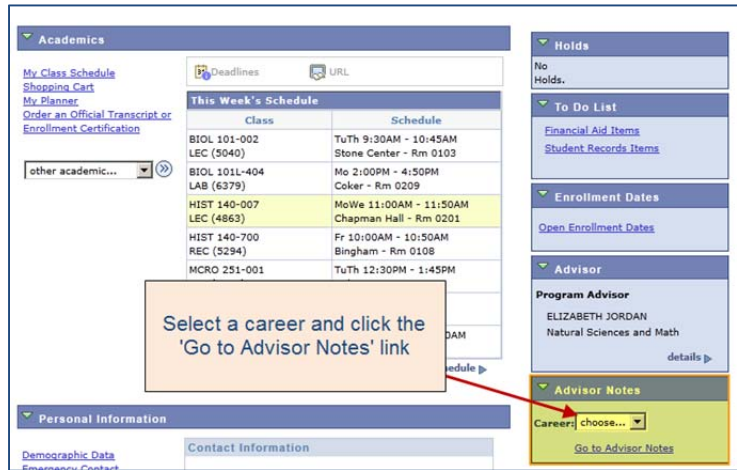 Academics
My Class Schedule
Shopping Cart
My Planner
Order an Official Transcript or
Enrollment Certification
other academic...
Deadlines
URL
This Week's Schedule
Class Schedule
BIOL 101-002 TuTh 9:30AM - 10:45AM
LEC (5040) Stone Center - Rm 0103
BIOL 101L-404 Mo 2:00PM - 4:50PM
LAB (6379) Coker - Rm 0209
HIST 140-007 MoWe 11:00AM - 11:50AM
LEC (4863) Chapman Hall - Rm 0201
HIST 140-700 Fr 10:00AM - 10:50AM
REC (5294) Bingham - Rm 0108
MCRO 251-001 TuTh 12:30PM - 1:45PM
Select a career and click the
'Go to Advisor Notes' link
Holds
No
Holds.
To Do List
Financial Aid Items
Student Records Items
Enrollment Dates
Open Enrollment Dates
Advisor
Program Advisor
ELIZABETH JORDAN
Natural Sciences and Math
details
Advisor Notes
Career: choose...
Go to Advisor Notes
Personal Information
Demographic Data
Emergency Contact
Contact Information